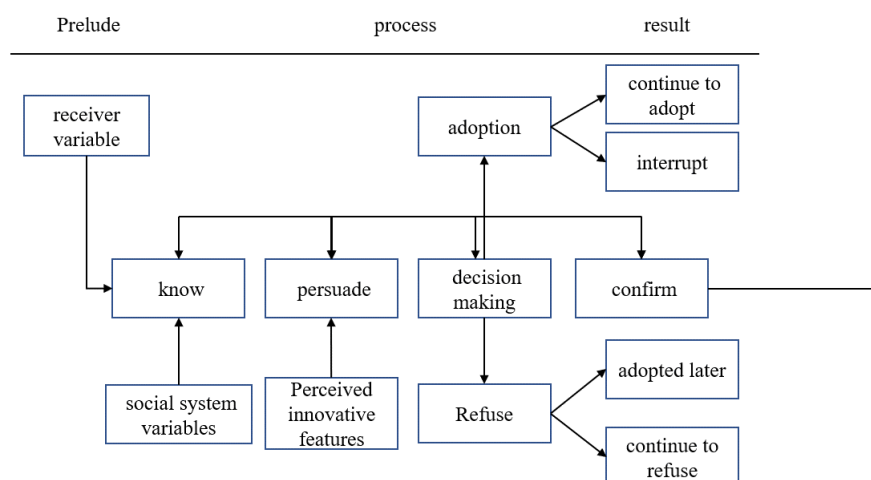 Prelude
process
result
receiver
variable
adoption
continue to
adopt
interrupt
know
persuade
decision
making
confirm
social system
variables
Perceived
innovative
features
Refuse
adopted later
continue to
refuse